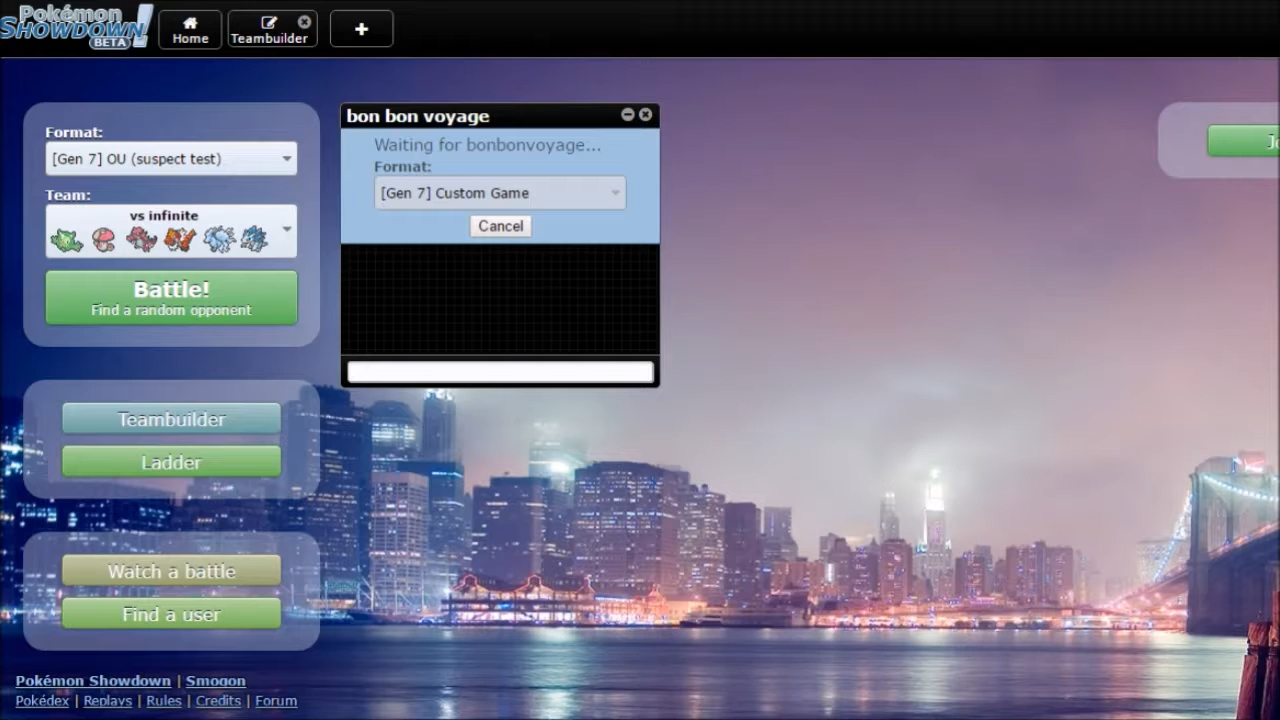 Pokémon
SHOWDOWN!
BETA
Home
Teambuilder
+
Format:
[Gen 7] OU (suspect test)
Team:
vs infinite
Battle!
Find a random opponent
Teambuilder
Ladder
Watch a battle
Find a user
Pokémon Showdown | Smogon
Pokédex | Replays | Rules | Credits | Forum
bon bon voyage
Waiting for bonbonvoyage...
Format:
[Gen 7] Custom Game
Cancel